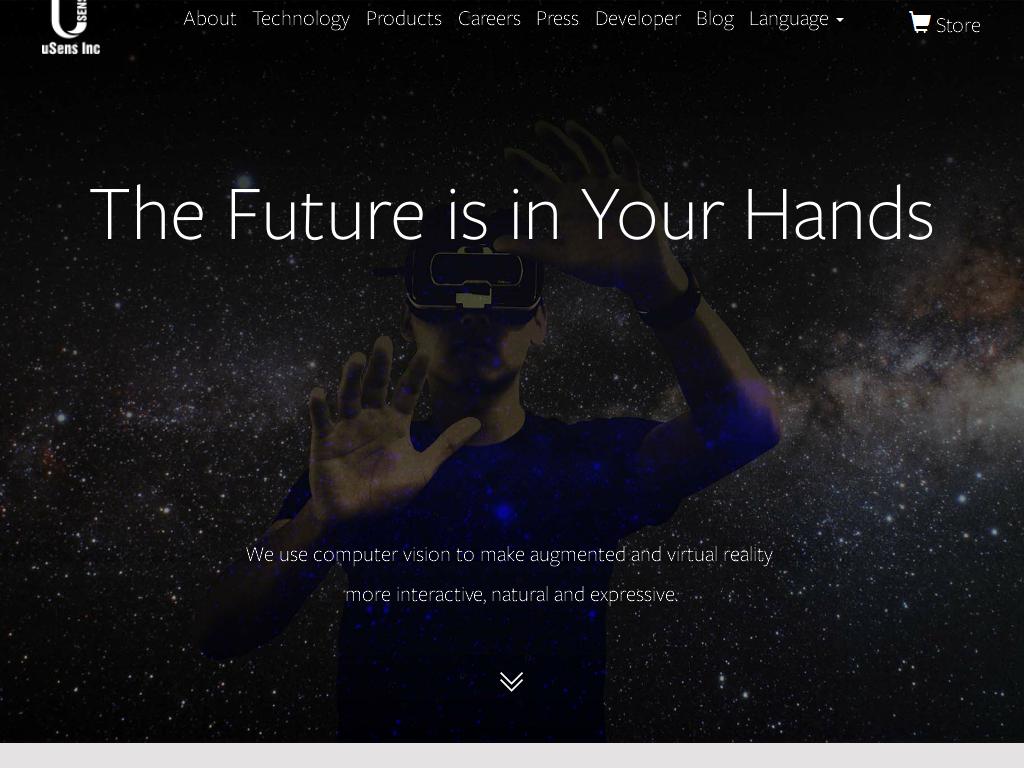 U SENS
uSens Inc
About Technology Products Careers Press Developer Blog Language
Store
The Future is in Your Hands
We use computer vision to make augmented and virtual reality
more interactive, natural and expressive.